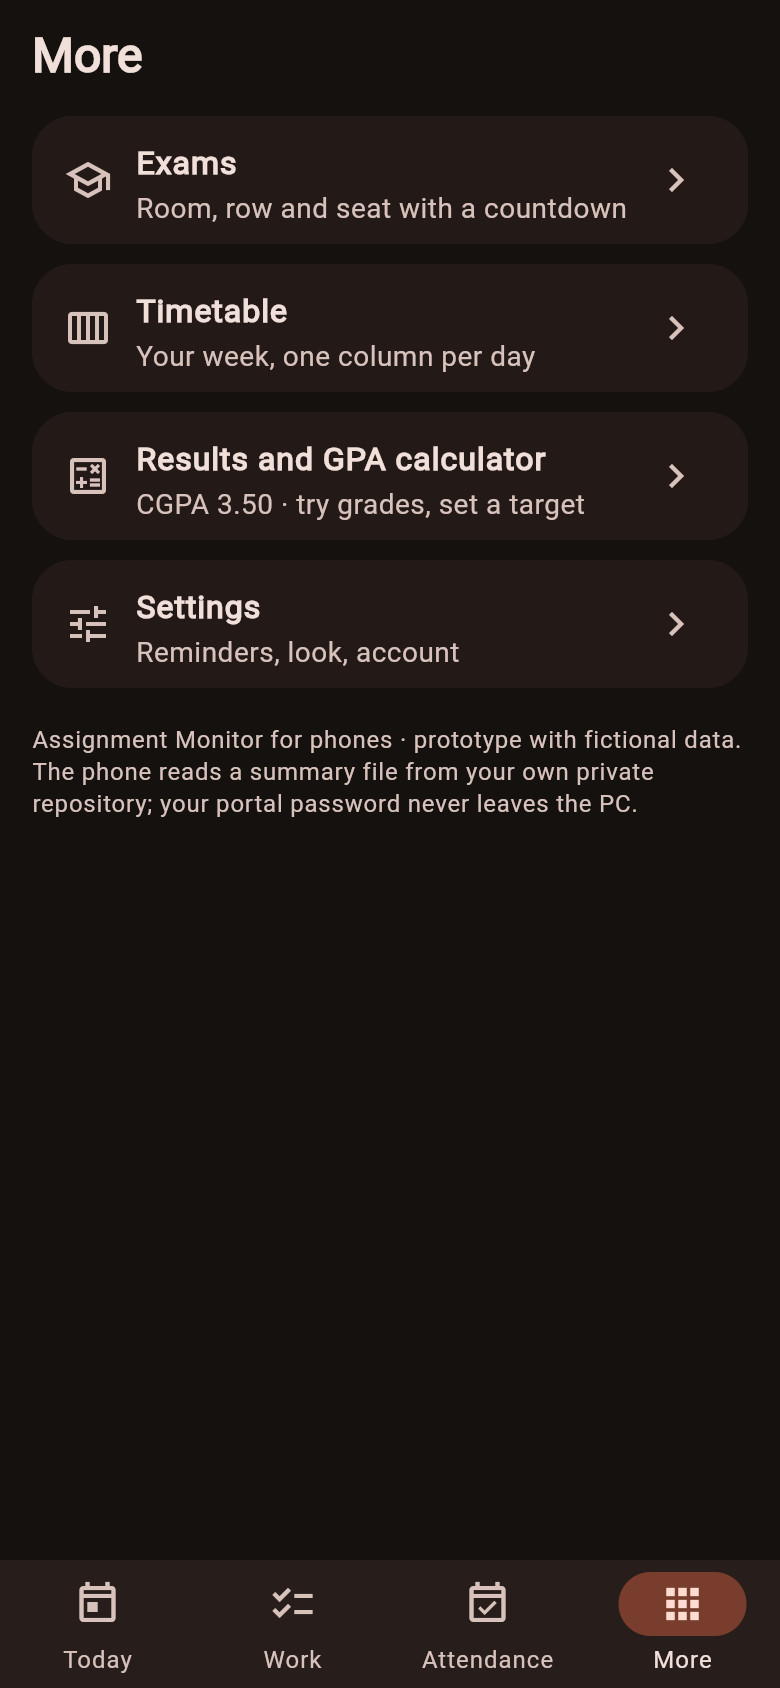 More
Exams
Room, row and seat with a countdown
Timetable
Your week, one column per day
Results and GPA calculator
CGPA 3.50 · try grades, set a target
Settings
Reminders, look, account
Assignment Monitor for phones · prototype with fictional data.
The phone reads a summary file from your own private
repository; your portal password never leaves the PC.
Today
Work
Attendance
More